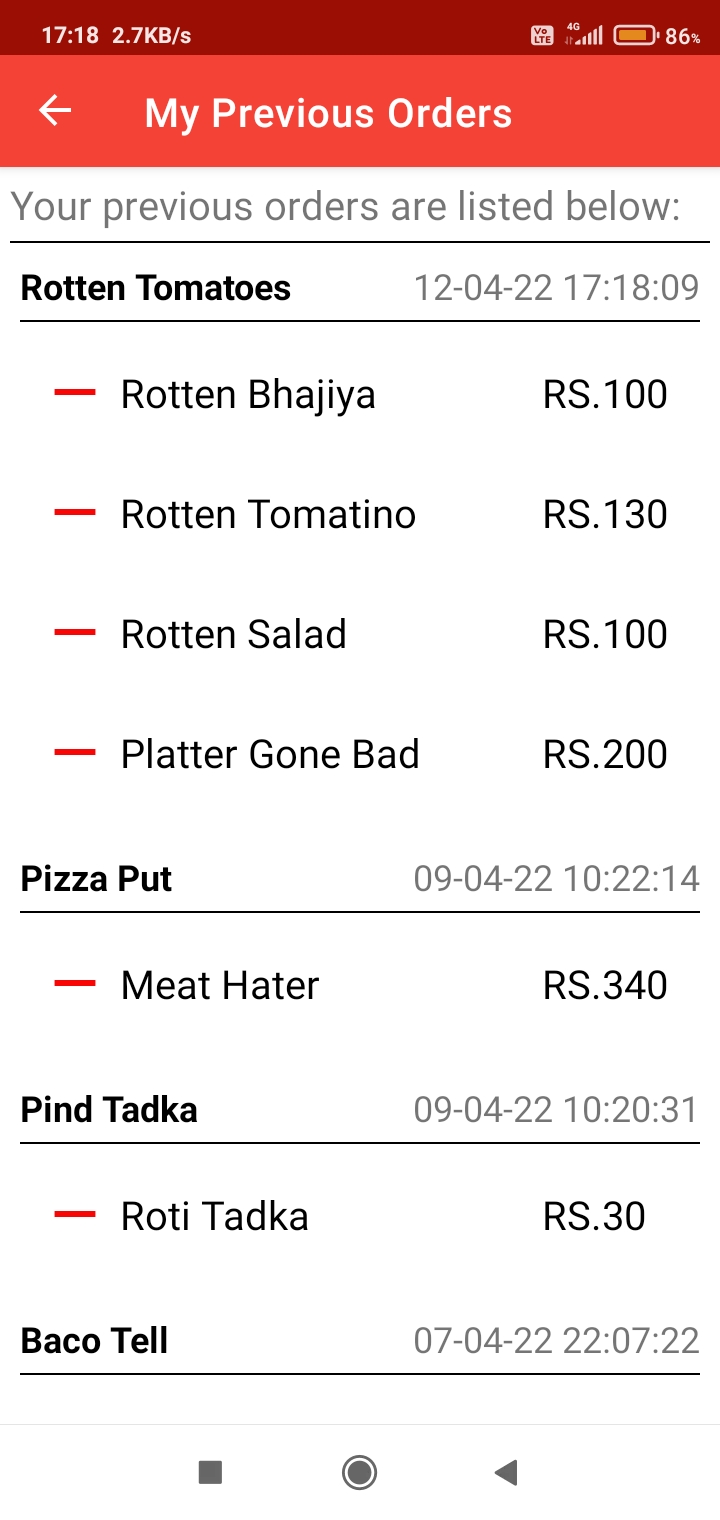 17:18 2.7KB/s Vo LTE 4G 86%
My Previous Orders
Your previous orders are listed below:
Rotten Tomatoes 12-04-22 17:18:09
Rotten Bhajiya RS.100
Rotten Tomatino RS.130
Rotten Salad RS.100
Platter Gone Bad RS.200
Pizza Put 09-04-22 10:22:14
Meat Hater RS.340
Pind Tadka 09-04-22 10:20:31
Roti Tadka RS.30
Baco Tell 07-04-22 22:07:22